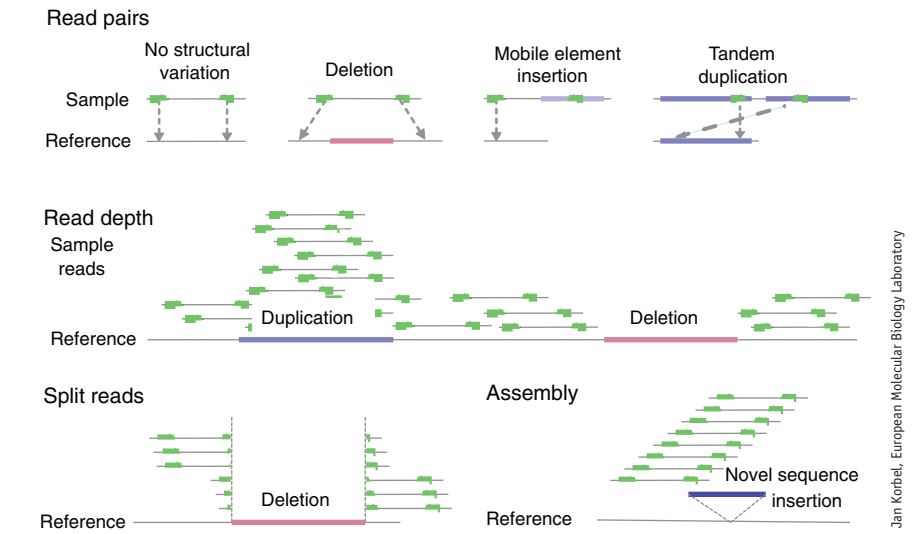 Read pairs
No structural
variation
Deletion
Mobile element
insertion
Tandem
duplication
Sample
Reference
Read depth
Sample
reads
Duplication
Deletion
Reference
Split reads
Deletion
Reference
Assembly
Novel sequence
insertion
Reference
Jan Korbel, European Molecular Biology Laboratory